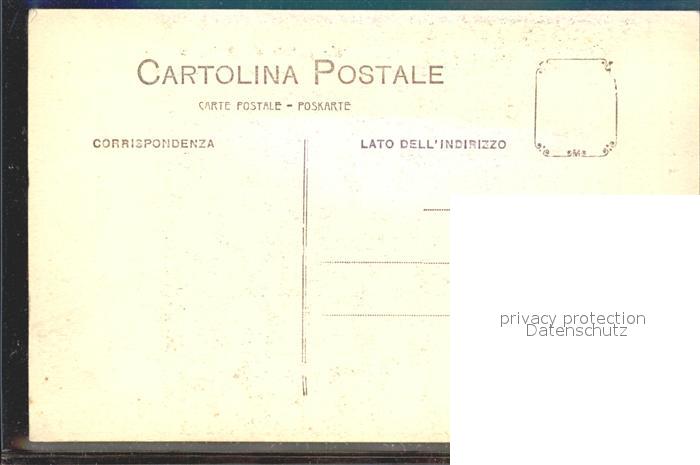 CARTOLINA POSTALE
CARTE POSTALE - POSKARTE
CORRISPONDENZA
LATO DELL'INDIRIZZO
M
privacy protection
Datenschutz